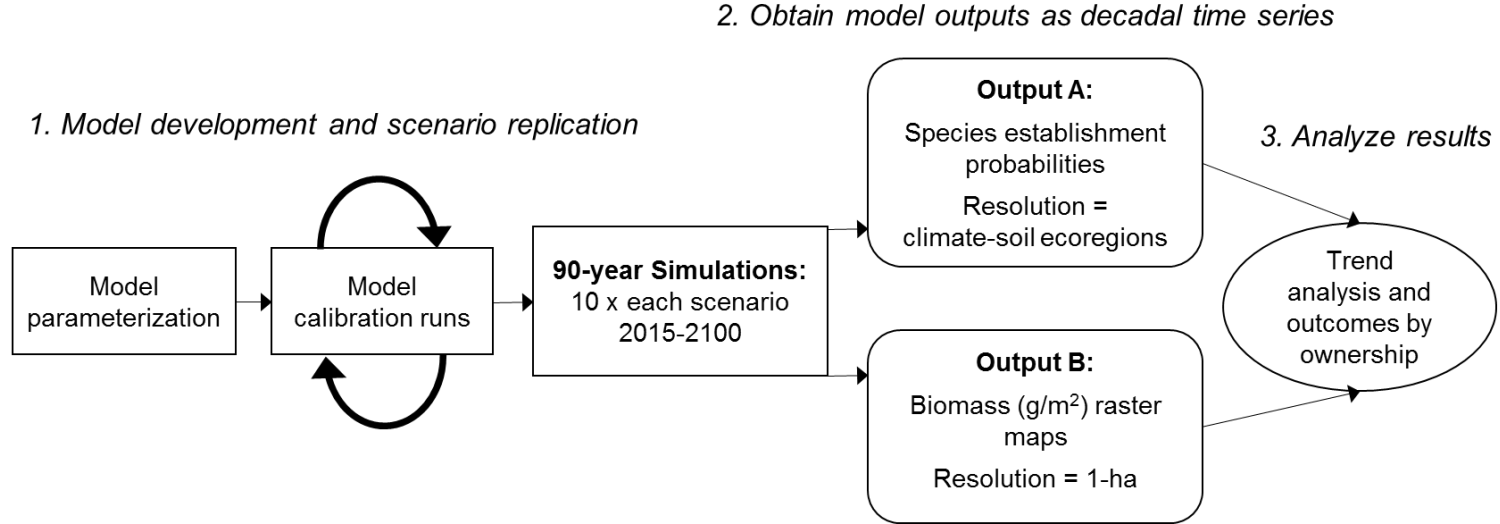 2. Obtain model outputs as decadal time series
1. Model development and scenario replication
3. Analyze results
Model
parameterization
Model
calibration runs
90-year Simulations:
10 x each scenario
2015-2100
Output A:
Species establishment
probabilities
Resolution =
climate-soil ecoregions
Output B:
Biomass (g/m²) raster
maps
Resolution = 1-ha
Trend
analysis and
outcomes by
ownership